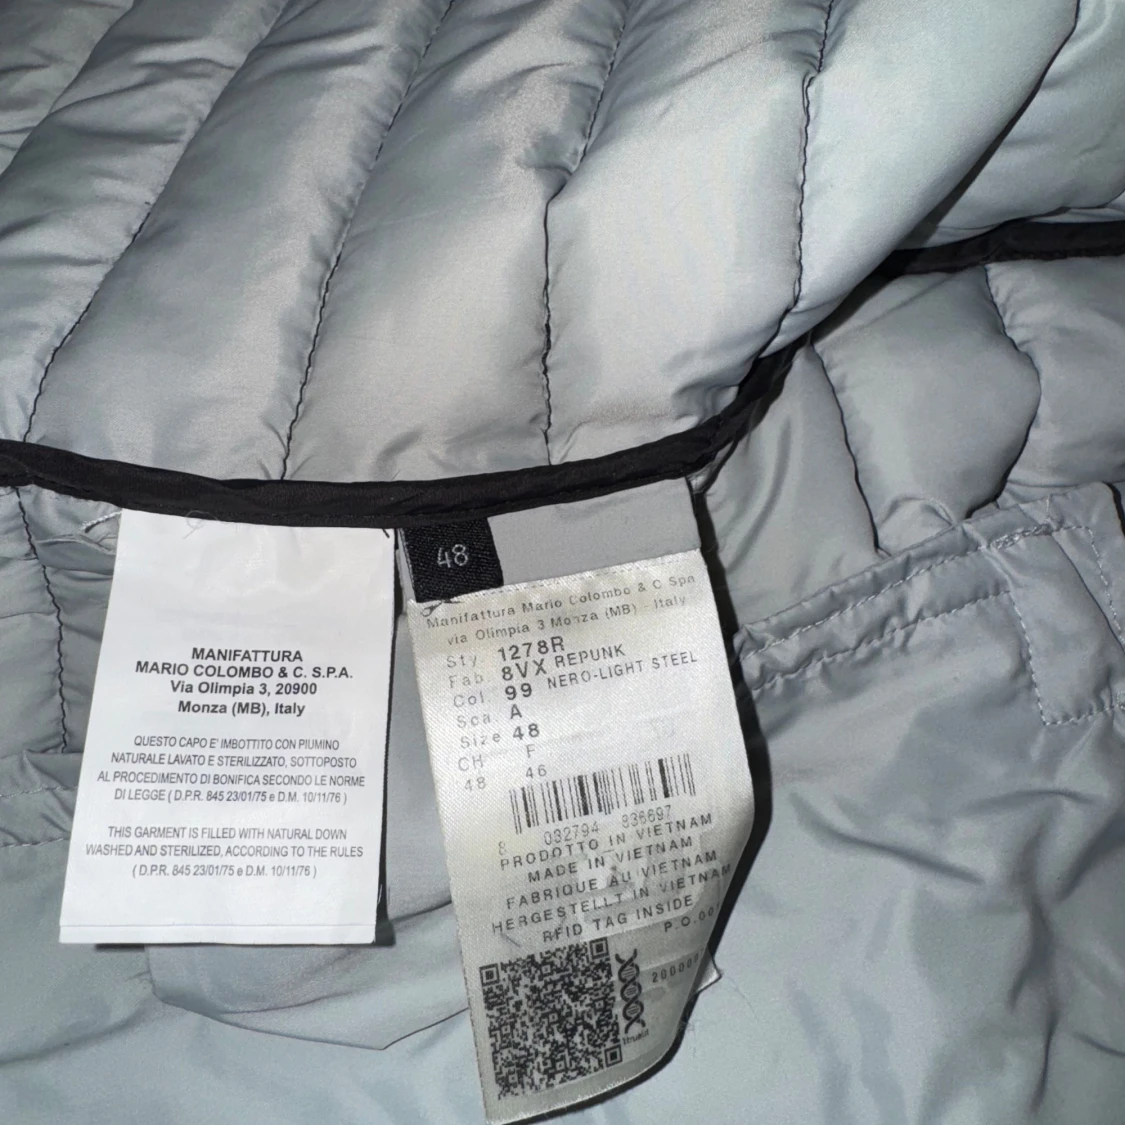 MANIFATTURA
MARIO COLOMBO & C. S.P.A.
Via Olimpia 3, 20900
Monza (MB), Italy
QUESTO CAPO E' IMBOTTITO CON PIUMINO
NATURALE LAVATO E STERILIZZATO, SOTTOPOSTO
AL PROCEDIMENTO DI BONIFICA SECONDO LE NORME
DI LEGGE ( D.P.R. 845 23/01/75 e D.M. 10/11/76 )
THIS GARMENT IS FILLED WITH NATURAL DOWN
WASHED AND STERILIZED, ACCORDING TO THE RULES
( D.P.R. 845 23/01/75 e D.M. 10/11/76 )
48
Manifattura Mario Colombo & C Spa
via Olimpia 3 Monza (MB) - Italy
Sty. 1278R
Fab. 8VX REPUNK
Col. 99 NERO-LIGHT STEEL
Sca. A
Size 48
CH F
48 46
8 032794 836697
PRODOTTO IN VIETNAM
MADE IN VIETNAM
FABRIQUE AU VIETNAM
HERGESTELLT IN VIETNAM
RFID TAG INSIDE